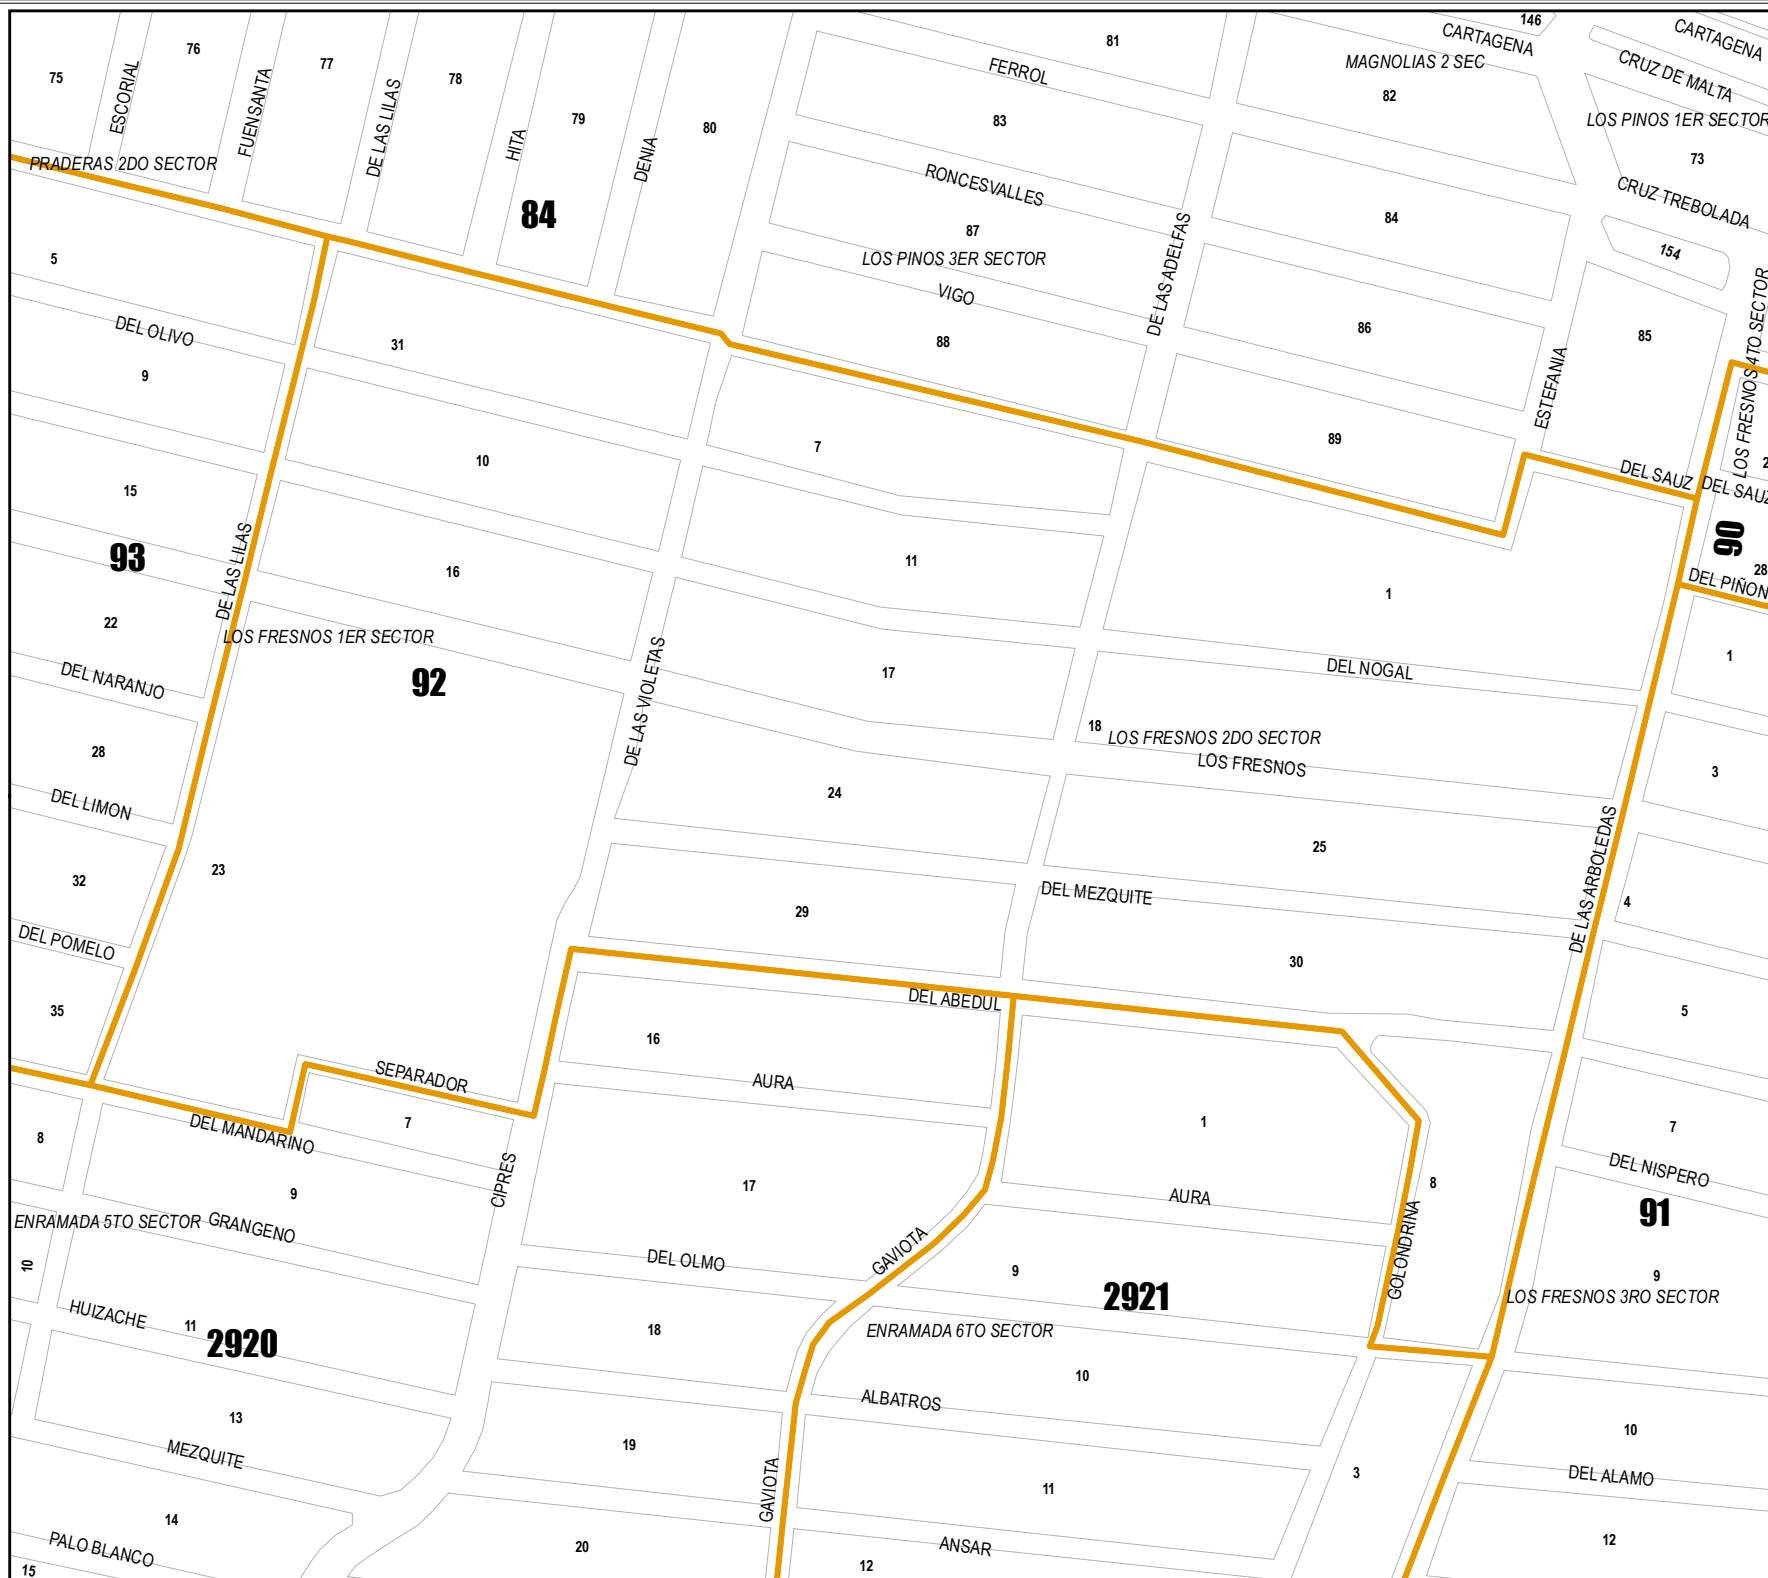 146
CARTAGENA
CARTAGENA
81
76
77
75
78
FERROL
MAGNOLIAS 2 SEC
CRUZ DE MALTA
82
ESCORIAL
FUENSANTA
DE LAS LILAS
HITA
79
DENIA
80
83
LOS PINOS 1ER SECTOR
73
PRADERAS 2DO SECTOR
RONCESVALLES
CRUZ TREBOLADA
84
84
87
LOS PINOS 3ER SECTOR
DE LAS ADELFAS
154
5
VIGO
LOS FRESNOS 4TO SECTOR
DEL OLIVO
31
88
86
85
9
ESTEFANIA
10
7
89
DEL SAUZ
DEL SAUZ
2
15
93
DE LAS LILAS
16
11
90
28
DEL PIÑON
1
22
LOS FRESNOS 1ER SECTOR
92
DE LAS VIOLETAS
17
DEL NOGAL
1
DEL NARANJO
18
LOS FRESNOS 2DO SECTOR
LOS FRESNOS
28
3
DEL LIMON
24
25
DE LAS ARBOLEDAS
23
32
DEL MEZQUITE
4
29
DEL POMELO
30
35
DEL ABEDUL
5
16
SEPARADOR
AURA
7
1
7
8
DEL MANDARINO
CIPRES
DEL NISPERO
9
17
AURA
8
91
ENRAMADA 5TO SECTOR
GRANGENO
GAVIOTA
GOLONDRINA
10
DEL OLMO
9
2921
9
LOS FRESNOS 3RO SECTOR
HUIZACHE
11
2920
18
ENRAMADA 6TO SECTOR
10
ALBATROS
13
19
10
MEZQUITE
GAVIOTA
3
DEL ALAMO
11
14
PALO BLANCO
20
ANSAR
12
12
15